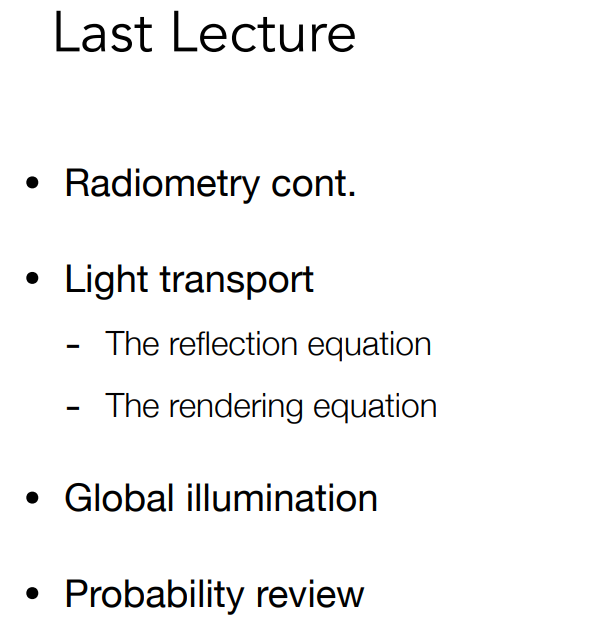 Last Lecture
• Radiometry cont.
• Light transport
- The reflection equation
- The rendering equation
• Global illumination
• Probability review